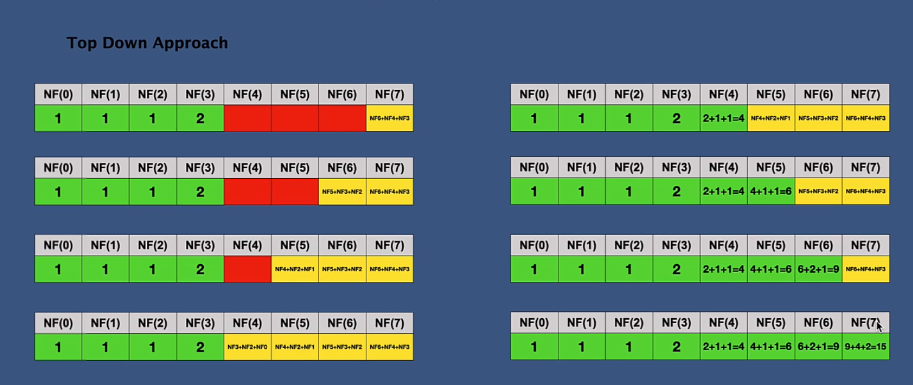 Top Down Approach
NF(0) NF(1) NF(2) NF(3) NF(4) NF(5) NF(6) NF(7)
1 1 1 2 NF6+NF4+NF3
NF(0) NF(1) NF(2) NF(3) NF(4) NF(5) NF(6) NF(7)
1 1 1 2 NF5+NF3+NF2 NF6+NF4+NF3
NF(0) NF(1) NF(2) NF(3) NF(4) NF(5) NF(6) NF(7)
1 1 1 2 NF4+NF2+NF1 NF5+NF3+NF2 NF6+NF4+NF3
NF(0) NF(1) NF(2) NF(3) NF(4) NF(5) NF(6) NF(7)
1 1 1 2 NF3+NF2+NF0 NF4+NF2+NF1 NF5+NF3+NF2 NF6+NF4+NF3
NF(0) NF(1) NF(2) NF(3) NF(4) NF(5) NF(6) NF(7)
1 1 1 2 2+1+1=4 NF4+NF2+NF1 NF5+NF3+NF2 NF6+NF4+NF3
NF(0) NF(1) NF(2) NF(3) NF(4) NF(5) NF(6) NF(7)
1 1 1 2 2+1+1=4 4+1+1=6 NF5+NF3+NF2 NF6+NF4+NF3
NF(0) NF(1) NF(2) NF(3) NF(4) NF(5) NF(6) NF(7)
1 1 1 2 2+1+1=4 4+1+1=6 6+2+1=9 NF6+NF4+NF3
NF(0) NF(1) NF(2) NF(3) NF(4) NF(5) NF(6) NF(7)
1 1 1 2 2+1+1=4 4+1+1=6 6+2+1=9 9+4+2=15